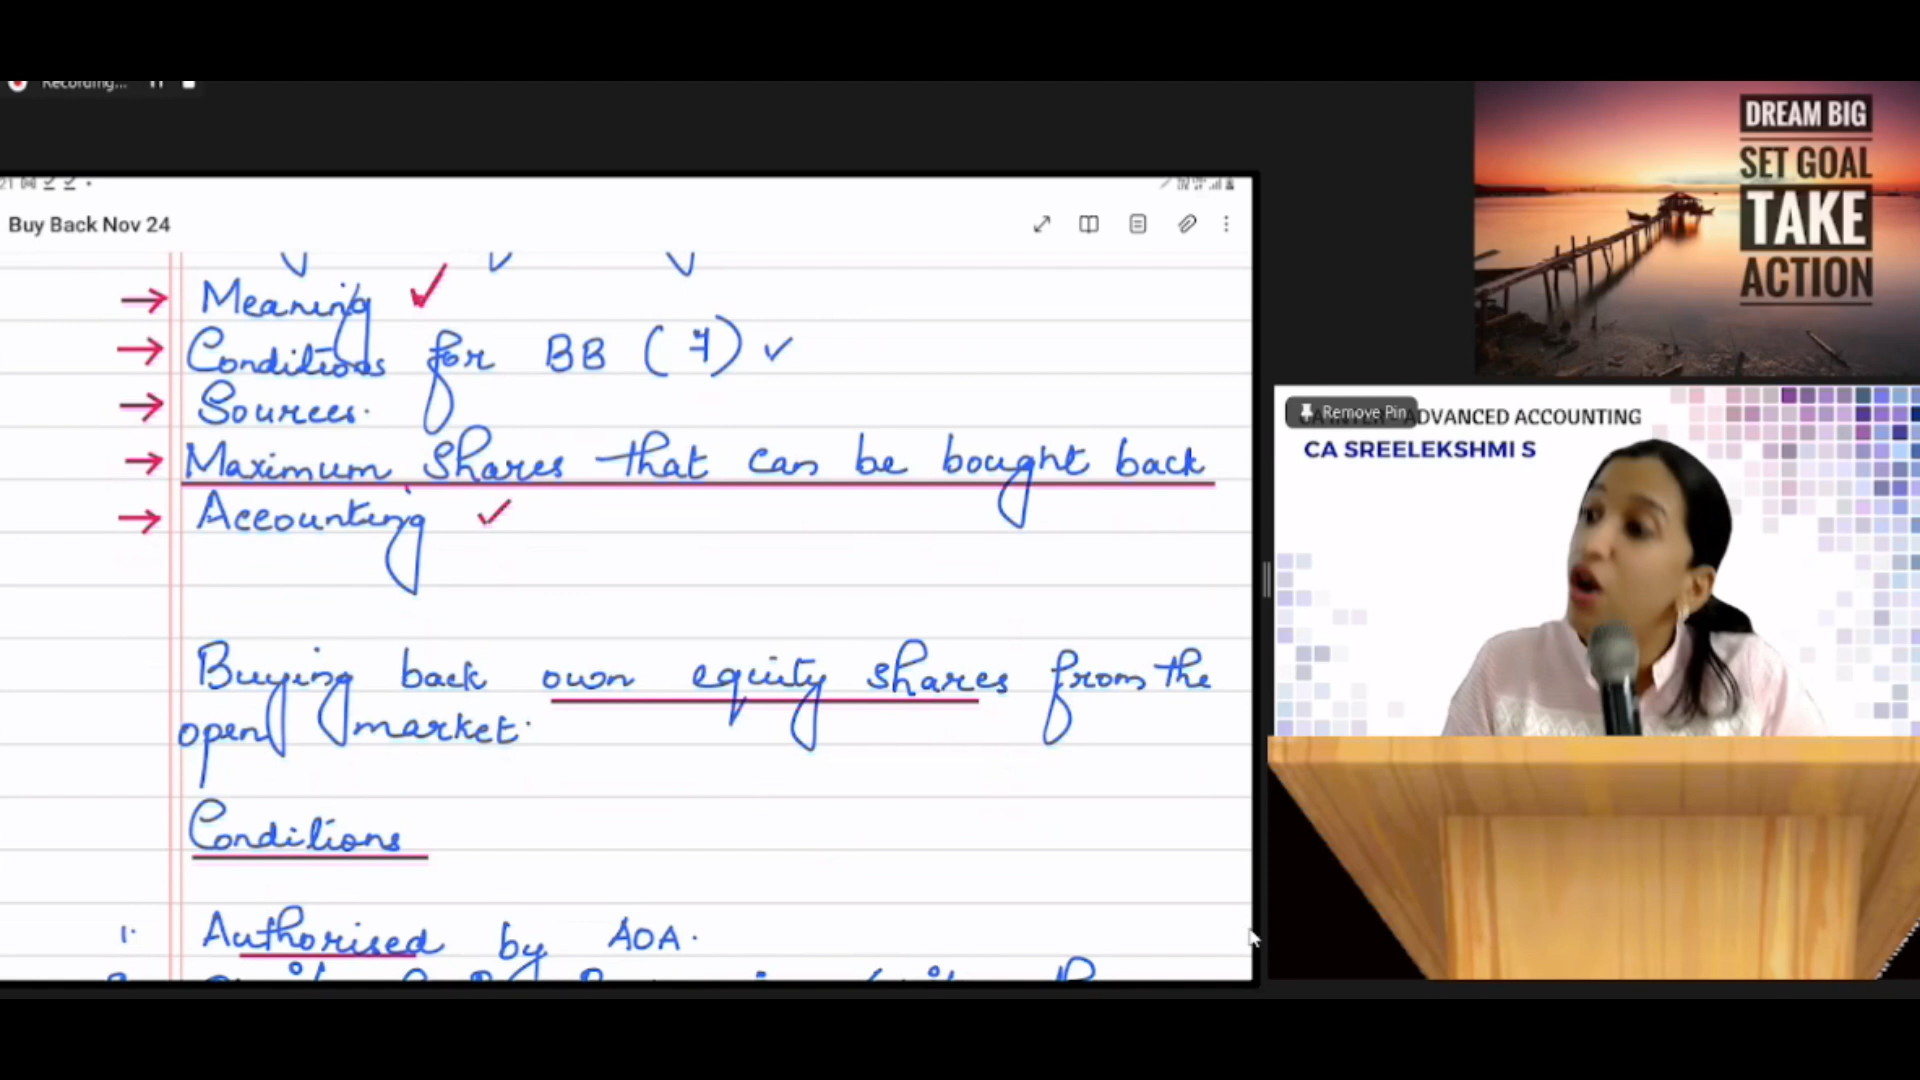 Recording...
Buy Back Nov 24
→ Meaning ✓
→ Conditions for BB (7) ✓
→ Sources.
→ Maximum shares that can be bought back
→ Accounting ✓
Buying back own equity shares from the
open market.
Conditions
1. Authorised by AOA.
DREAM BIG
SET GOAL
TAKE
ACTION
Remove Pin
ADVANCED ACCOUNTING
CA SREELEKSHMI S